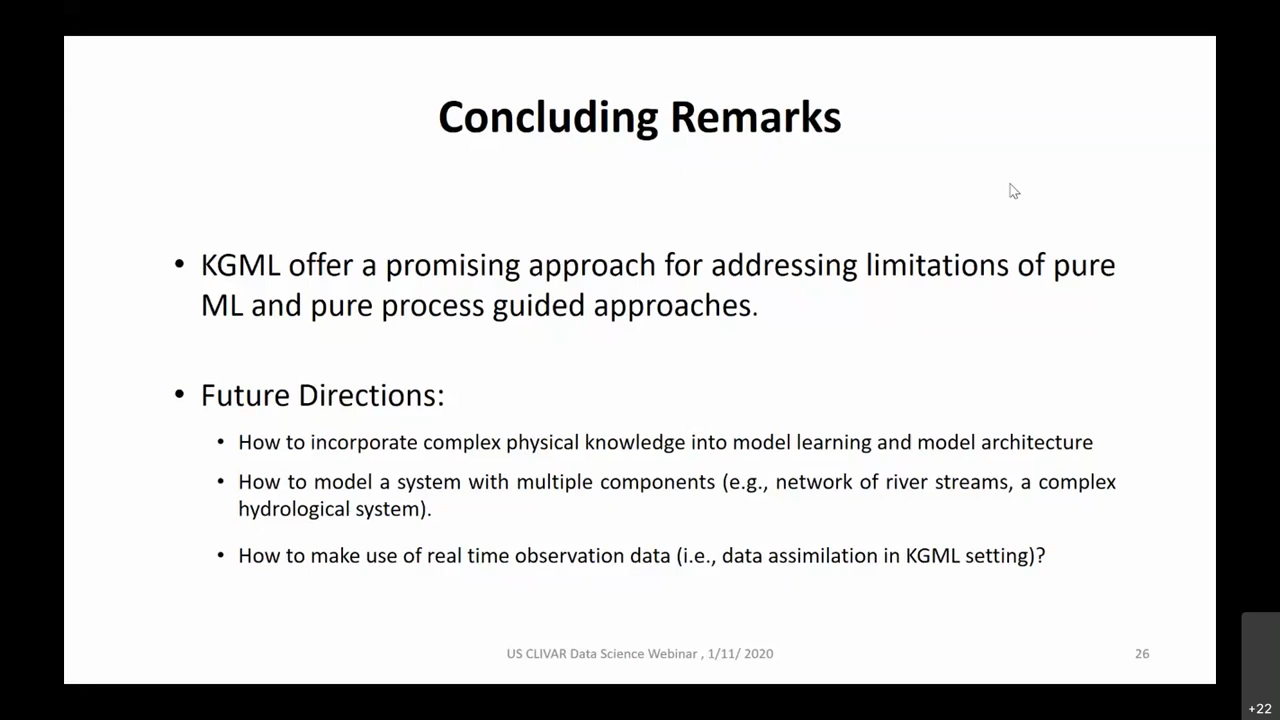 Concluding Remarks
• KGML offer a promising approach for addressing limitations of pure
ML and pure process guided approaches.
• Future Directions:
• How to incorporate complex physical knowledge into model learning and model architecture
• How to model a system with multiple components (e.g., network of river streams, a complex
hydrological system).
• How to make use of real time observation data (i.e., data assimilation in KGML setting)?
US CLIVAR Data Science Webinar , 1/11/ 2020
26
+22